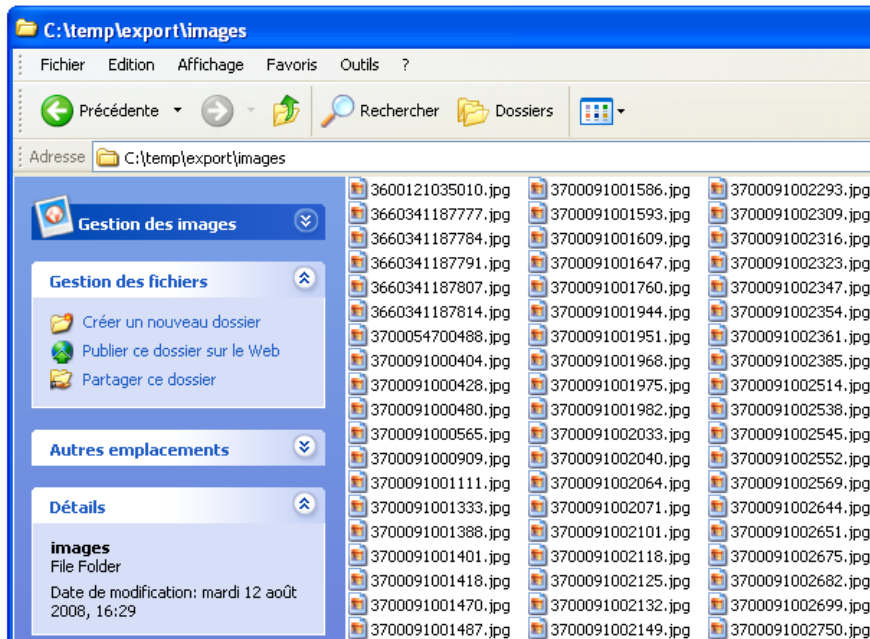 C:\temp\export\images
Fichier Edition Affichage Favoris Outils ?
Précédente Rechercher Dossiers
Adresse C:\temp\export\images
Gestion des images
Gestion des fichiers
Créer un nouveau dossier
Publier ce dossier sur le Web
Partager ce dossier
Autres emplacements
Détails
images
File Folder
Date de modification: mardi 12 août
2008, 16:29
3600121035010.jpg
3660341187777.jpg
3660341187784.jpg
3660341187791.jpg
3660341187807.jpg
3660341187814.jpg
3700054700488.jpg
3700091000404.jpg
3700091000428.jpg
3700091000480.jpg
3700091000565.jpg
3700091000909.jpg
3700091001111.jpg
3700091001333.jpg
3700091001388.jpg
3700091001401.jpg
3700091001418.jpg
3700091001470.jpg
3700091001487.jpg
3700091001586.jpg
3700091001593.jpg
3700091001609.jpg
3700091001647.jpg
3700091001760.jpg
3700091001944.jpg
3700091001951.jpg
3700091001968.jpg
3700091001975.jpg
3700091001982.jpg
3700091002033.jpg
3700091002040.jpg
3700091002064.jpg
3700091002071.jpg
3700091002101.jpg
3700091002118.jpg
3700091002125.jpg
3700091002132.jpg
3700091002149.jpg
3700091002293.jpg
3700091002309.jpg
3700091002316.jpg
3700091002323.jpg
3700091002347.jpg
3700091002354.jpg
3700091002361.jpg
3700091002385.jpg
3700091002514.jpg
3700091002538.jpg
3700091002545.jpg
3700091002552.jpg
3700091002569.jpg
3700091002644.jpg
3700091002651.jpg
3700091002675.jpg
3700091002682.jpg
3700091002699.jpg
3700091002750.jpg